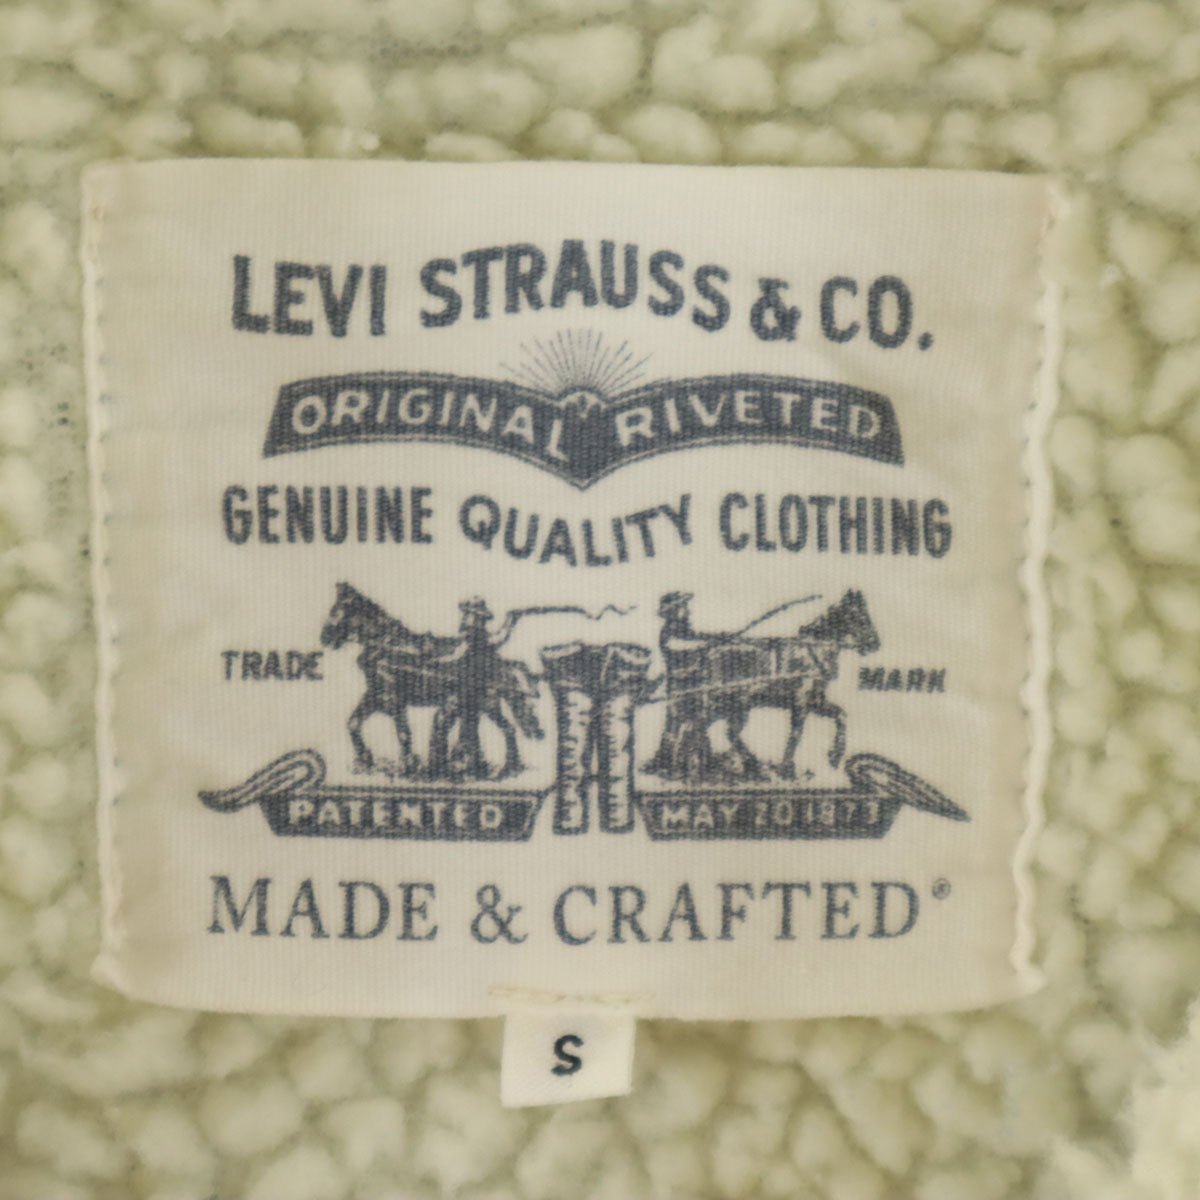 LEVI STRAUSS & CO.
ORIGINAL RIVETED
GENUINE QUALITY CLOTHING
TRADE MARK
PATENTED MAY 20 1873
MADE & CRAFTED®
S